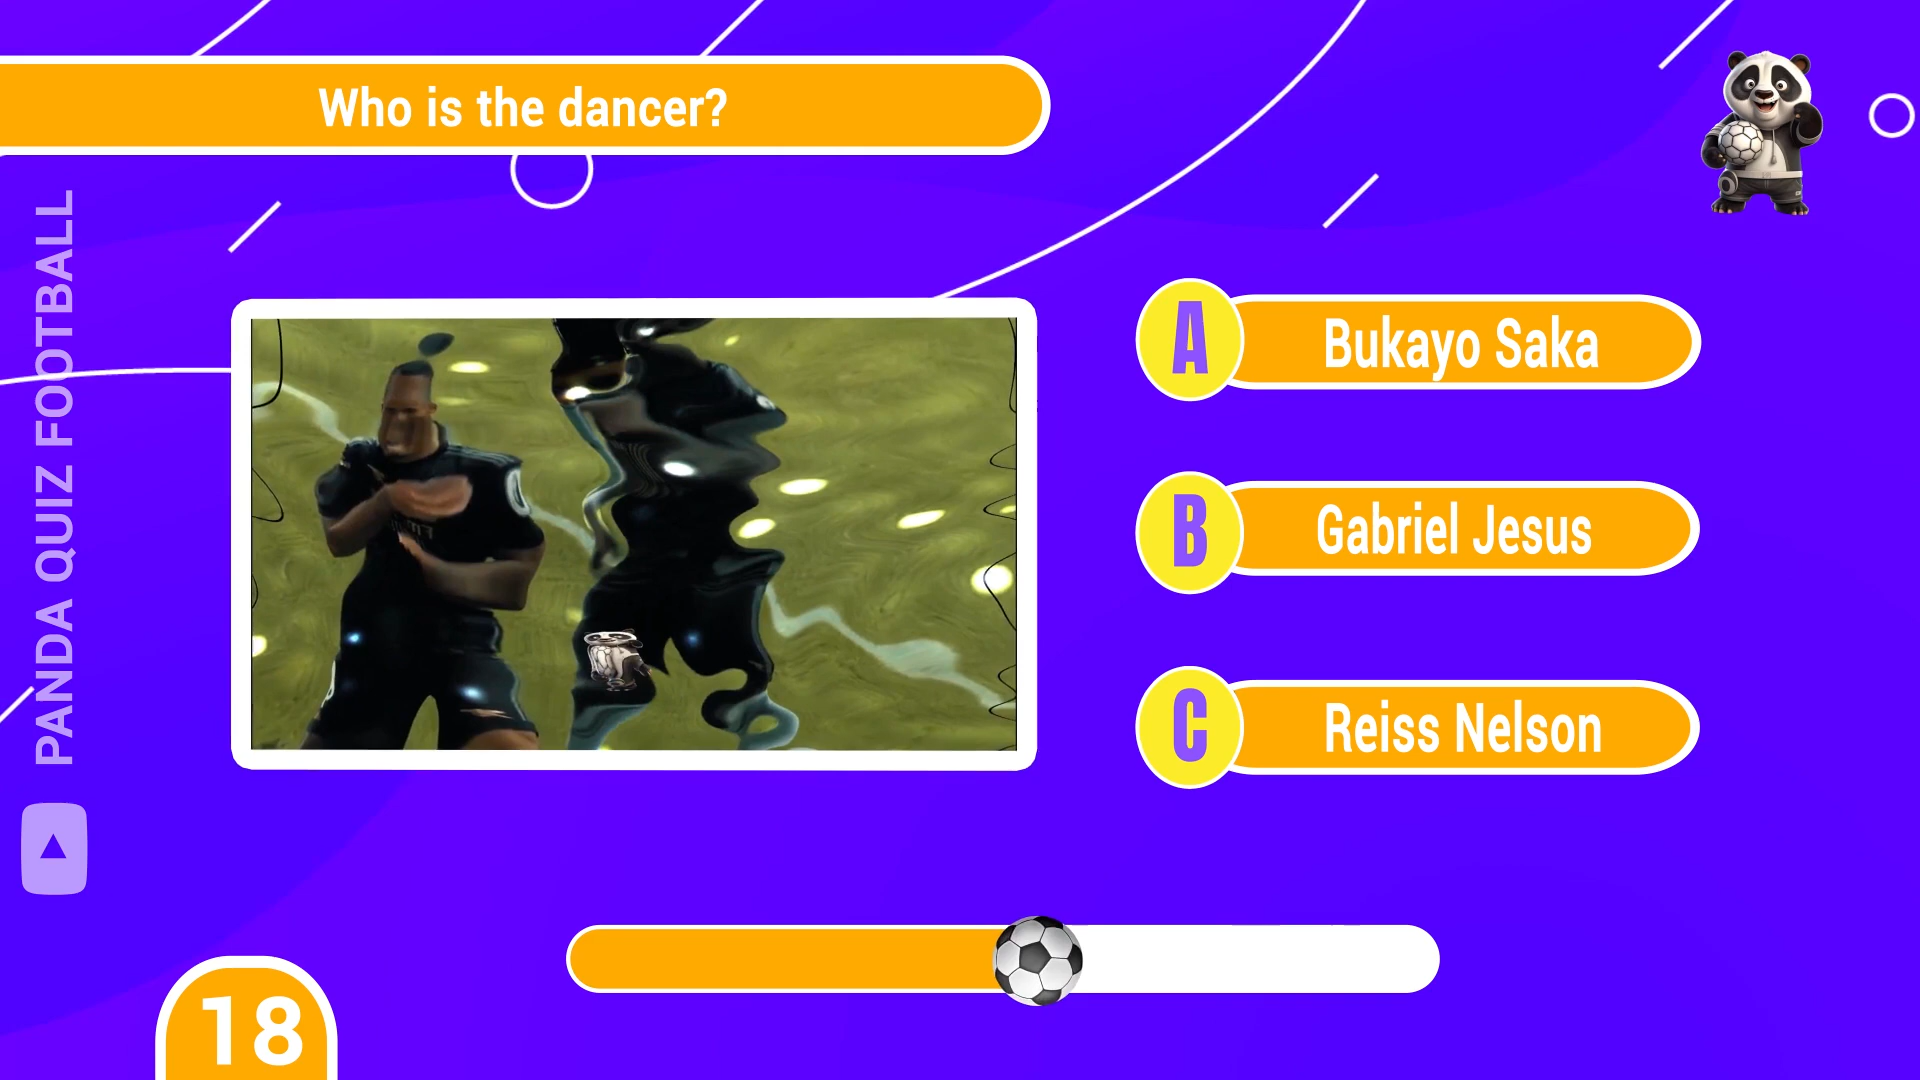 Who is the dancer?
PANDA QUIZ FOOTBALL
A
Bukayo Saka
B
Gabriel Jesus
C
Reiss Nelson
18